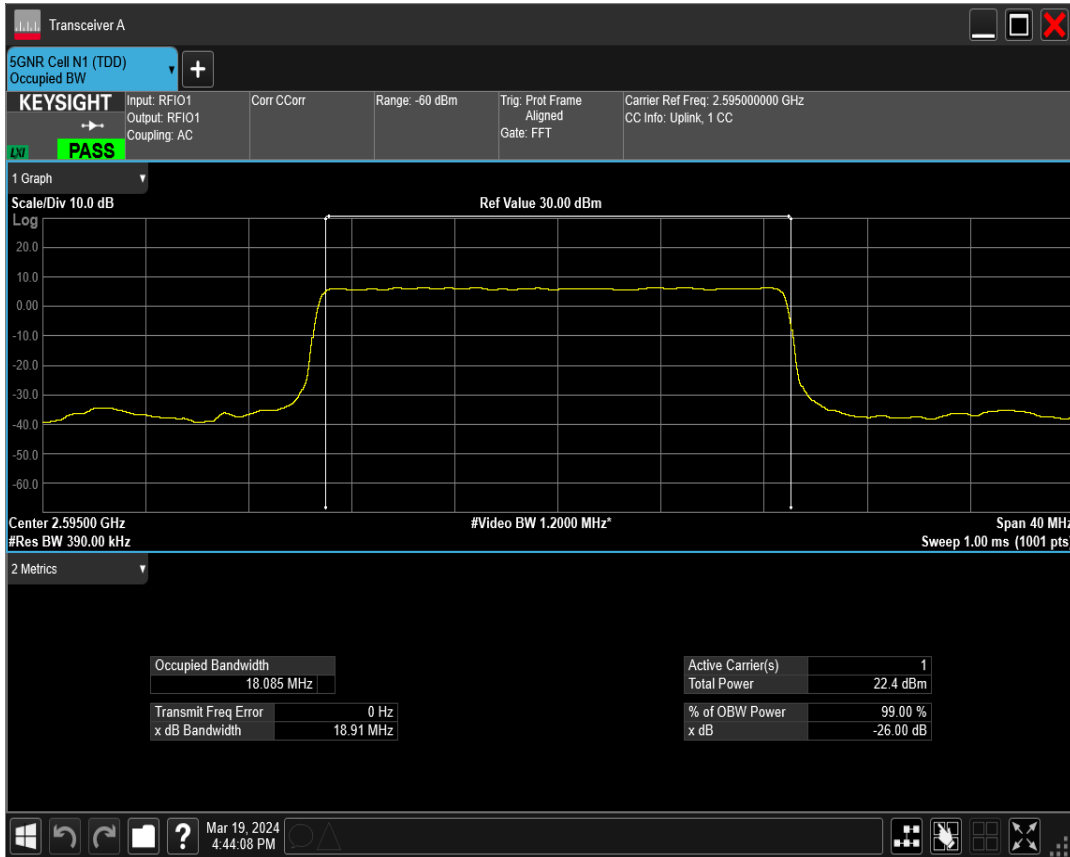 Transceiver A
5GNR Cell N1 (TDD)
Occupied BW
+
KEYSIGHT
LXI
PASS
Input: RFIO1
Output: RFIO1
Coupling: AC
Corr CCorr
Range: -60 dBm
Trig: Prot Frame
Aligned
Gate: FFT
Carrier Ref Freq: 2.595000000 GHz
CC Info: Uplink, 1 CC
1 Graph
Scale/Div 10.0 dB
Ref Value 30.00 dBm
Log
20.0
10.0
0.00
-10.0
-20.0
-30.0
-40.0
-50.0
-60.0
Center 2.59500 GHz
#Video BW 1.2000 MHz*
Span 40 MHz
#Res BW 390.00 kHz
Sweep 1.00 ms (1001 pts)
2 Metrics
Occupied Bandwidth
18.085 MHz
Transmit Freq Error 0 Hz
x dB Bandwidth 18.91 MHz
Active Carrier(s) 1
Total Power 22.4 dBm
% of OBW Power 99.00 %
x dB -26.00 dB
?
Mar 19, 2024
4:44:08 PM